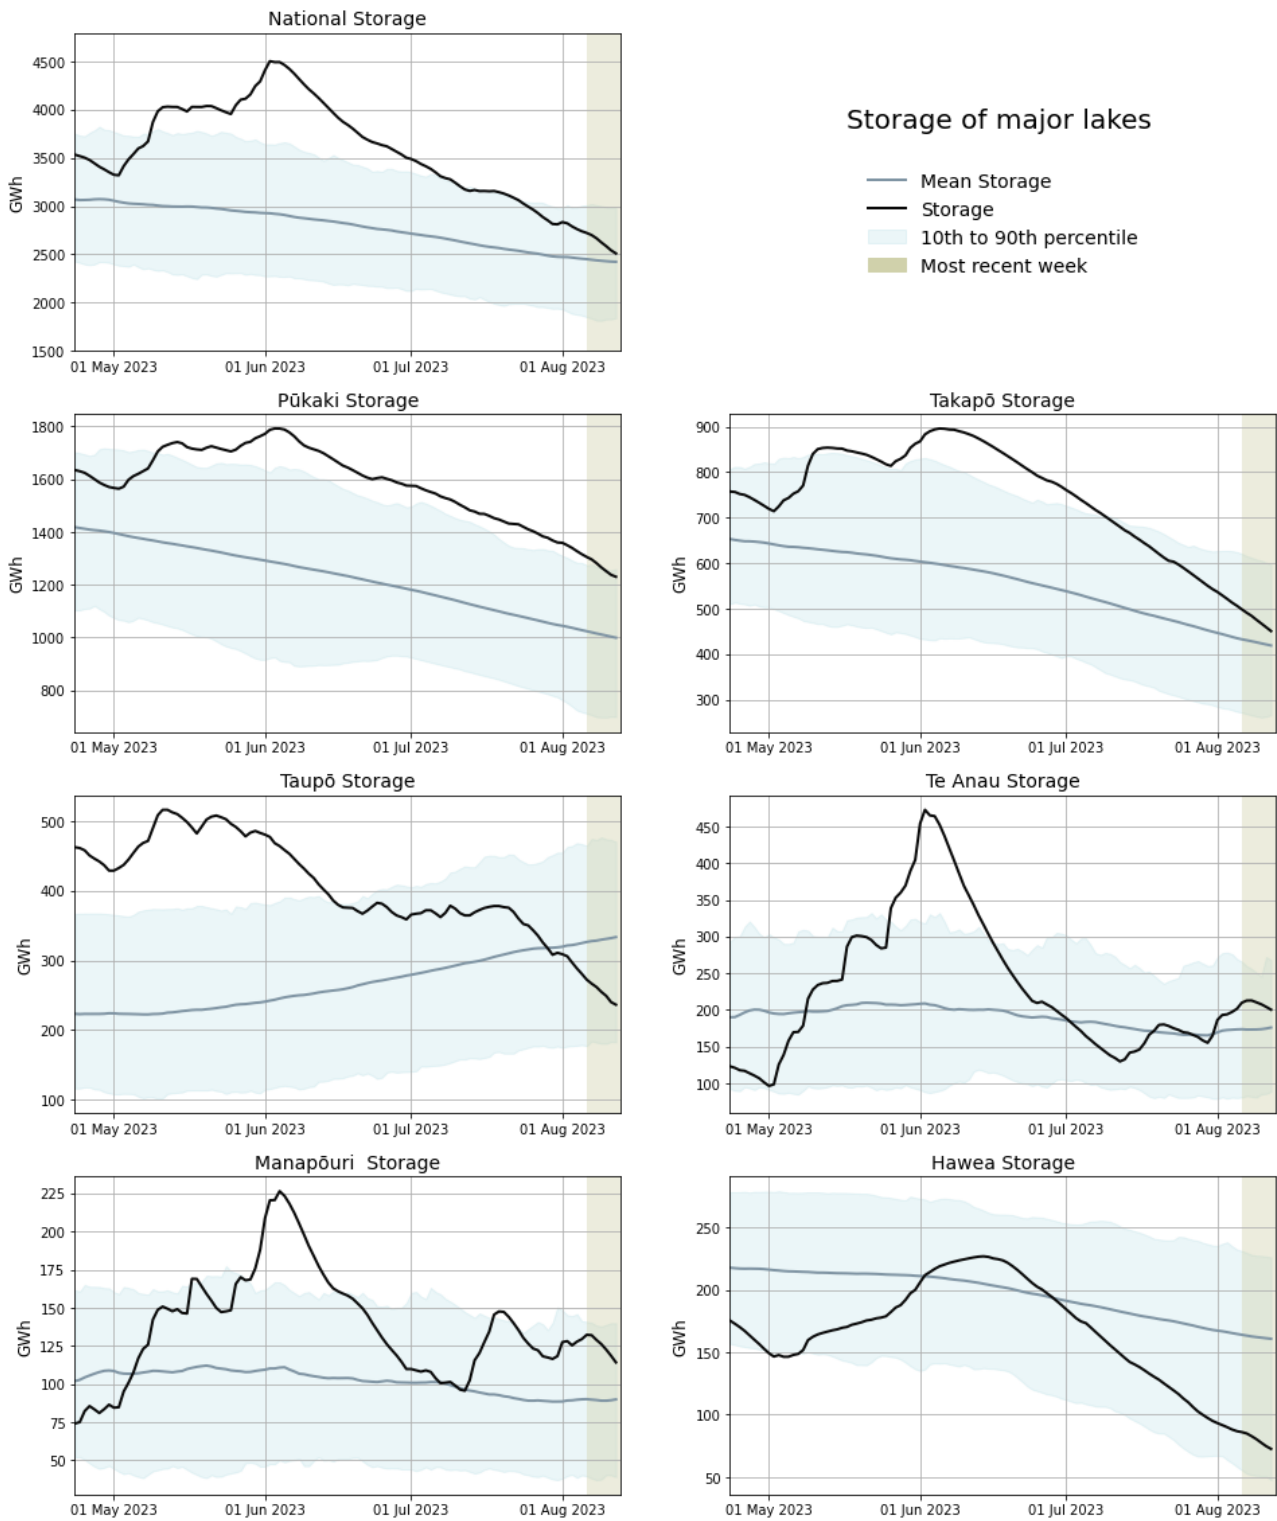 National Storage
GWh
4500
4000
3500
3000
2500
2000
1500
01 May 2023 01 Jun 2023 01 Jul 2023 01 Aug 2023
Storage of major lakes
Mean Storage
Storage
10th to 90th percentile
Most recent week
Pūkaki Storage
GWh
1800
1600
1400
1200
1000
800
01 May 2023 01 Jun 2023 01 Jul 2023 01 Aug 2023
Takapō Storage
GWh
900
800
700
600
500
400
300
01 May 2023 01 Jun 2023 01 Jul 2023 01 Aug 2023
Taupō Storage
GWh
500
400
300
200
100
01 May 2023 01 Jun 2023 01 Jul 2023 01 Aug 2023
Te Anau Storage
GWh
450
400
350
300
250
200
150
100
01 May 2023 01 Jun 2023 01 Jul 2023 01 Aug 2023
Manapōuri Storage
GWh
225
200
175
150
125
100
75
50
01 May 2023 01 Jun 2023 01 Jul 2023 01 Aug 2023
Hawea Storage
GWh
250
200
150
100
50
01 May 2023 01 Jun 2023 01 Jul 2023 01 Aug 2023